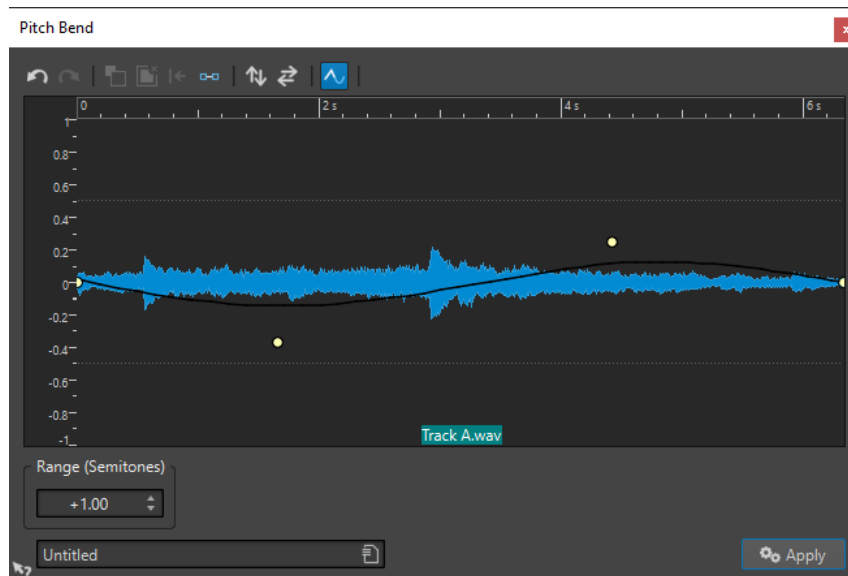 Pitch Bend
0 2 s 4 s 6 s
1
0.8
0.6
0.4
0.2
0
-0.2
-0.4
-0.6
-0.8
-1
Track A.wav
Range (Semitones)
+1.00
Untitled
Apply